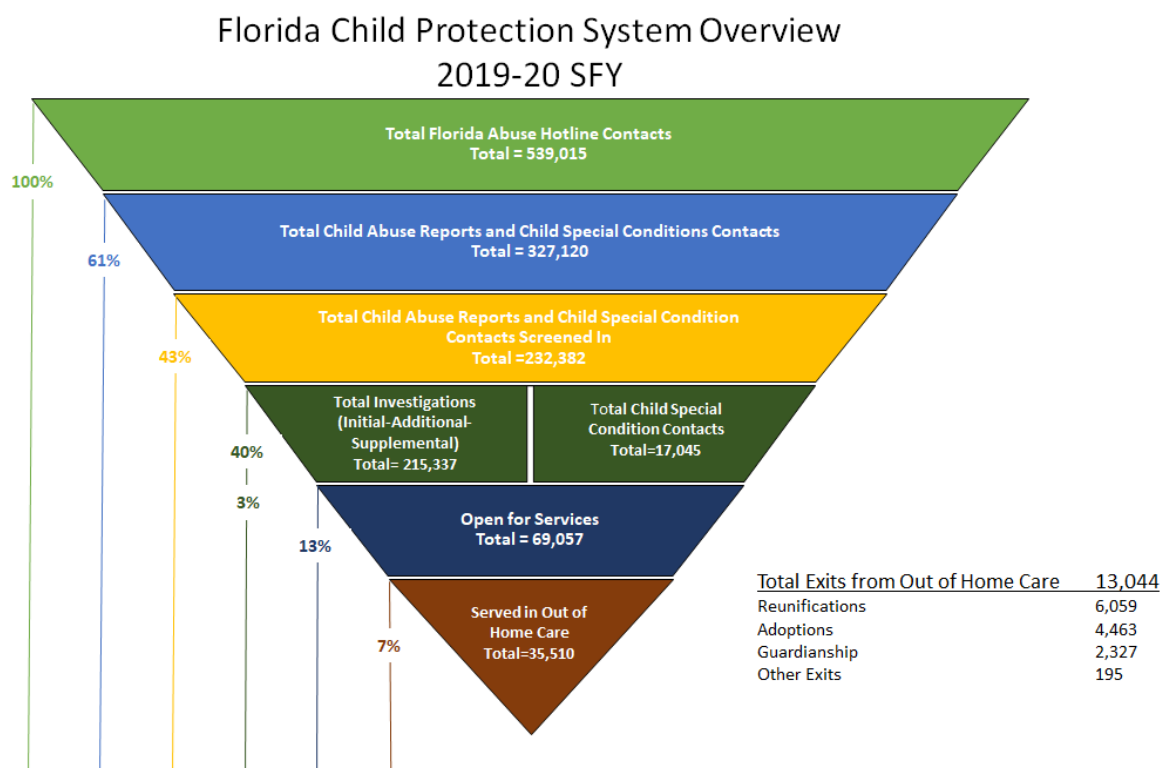 Florida Child Protection System Overview
2019-20 SFY
Total Florida Abuse Hotline Contacts
Total = 539,015
100%
Total Child Abuse Reports and Child Special Conditions Contacts
Total = 327,120
61%
Total Child Abuse Reports and Child Special Condition
Contacts Screened In
Total =232,382
43%
Total Investigations
(Initial-Additional-
Supplemental)
Total= 215,337
Total Child Special
Condition Contacts
Total=17,045
40%
3%
Open for Services
Total = 69,057
13%
Served in Out of
Home Care
Total=35,510
7%
Total Exits from Out of Home Care 13,044
Reunifications 6,059
Adoptions 4,463
Guardianship 2,327
Other Exits 195